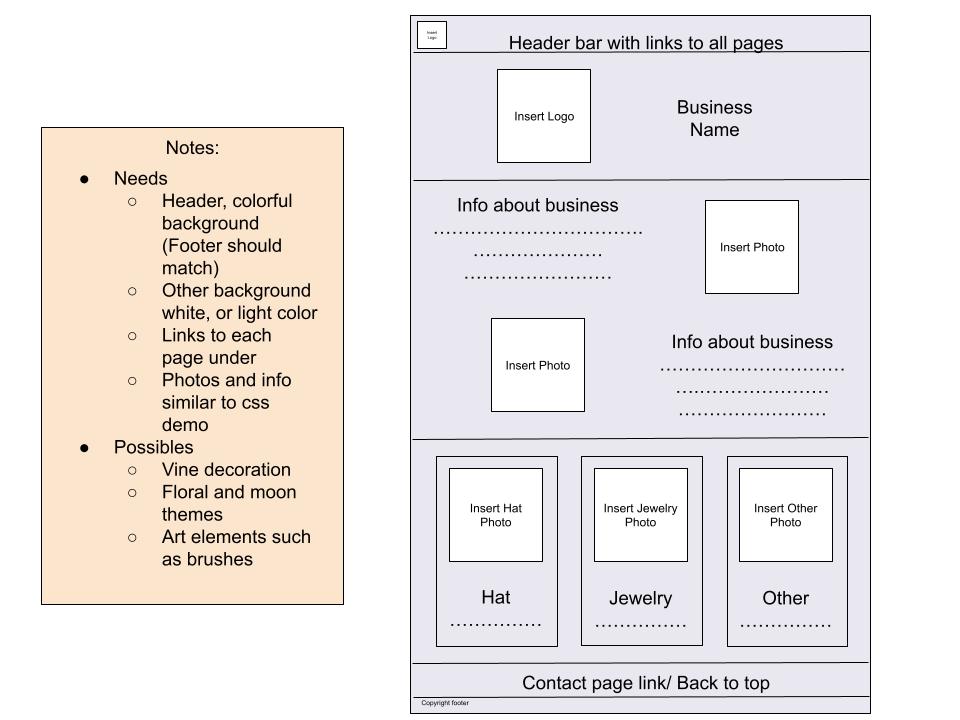 Notes:
● Needs
○ Header, colorful
background
(Footer should
match)
○ Other background
white, or light color
○ Links to each
page under
○ Photos and info
similar to css
demo
● Possibles
○ Vine decoration
○ Floral and moon
themes
○ Art elements such
as brushes
Insert
Logo
Header bar with links to all pages
Insert Logo
Business
Name
Info about business
……………………………….
………………….
…………………….
Insert Photo
Insert Photo
Info about business
………………………….
…………………….
…………………….
Insert Hat
Photo
Hat
……………
Insert Jewelry
Photo
Jewelry
……………
Insert Other
Photo
Other
……………
Contact page link/ Back to top
Copyright footer